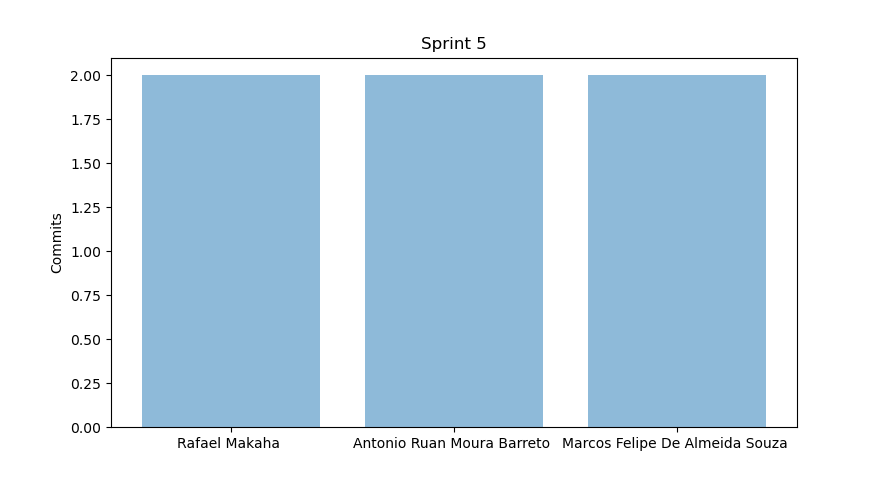 Sprint 5
Commits
2.00
1.75
1.50
1.25
1.00
0.75
0.50
0.25
0.00
Rafael Makaha
Antonio Ruan Moura Barreto
Marcos Felipe De Almeida Souza